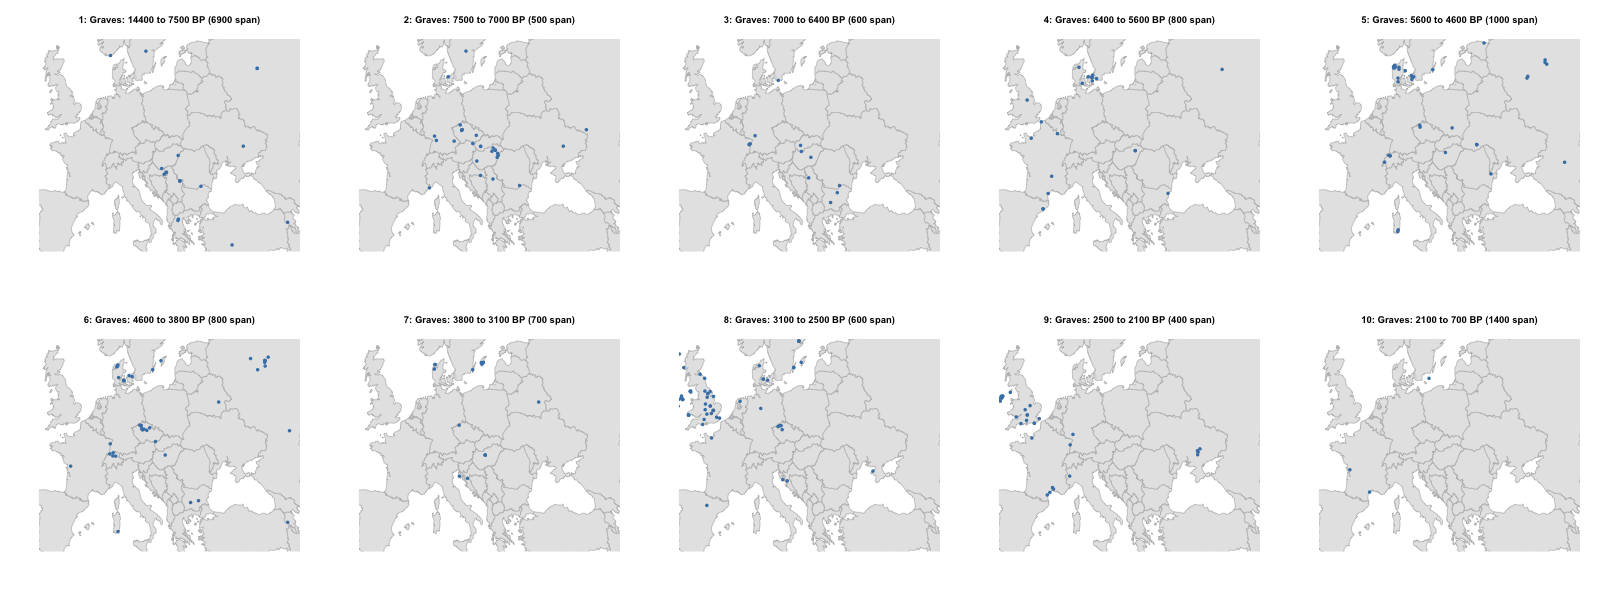 1: Graves: 14400 to 7500 BP (6900 span)
2: Graves: 7500 to 7000 BP (500 span)
3: Graves: 7000 to 6400 BP (600 span)
4: Graves: 6400 to 5600 BP (800 span)
5: Graves: 5600 to 4600 BP (1000 span)
6: Graves: 4600 to 3800 BP (800 span)
7: Graves: 3800 to 3100 BP (700 span)
8: Graves: 3100 to 2500 BP (600 span)
9: Graves: 2500 to 2100 BP (400 span)
10: Graves: 2100 to 700 BP (1400 span)